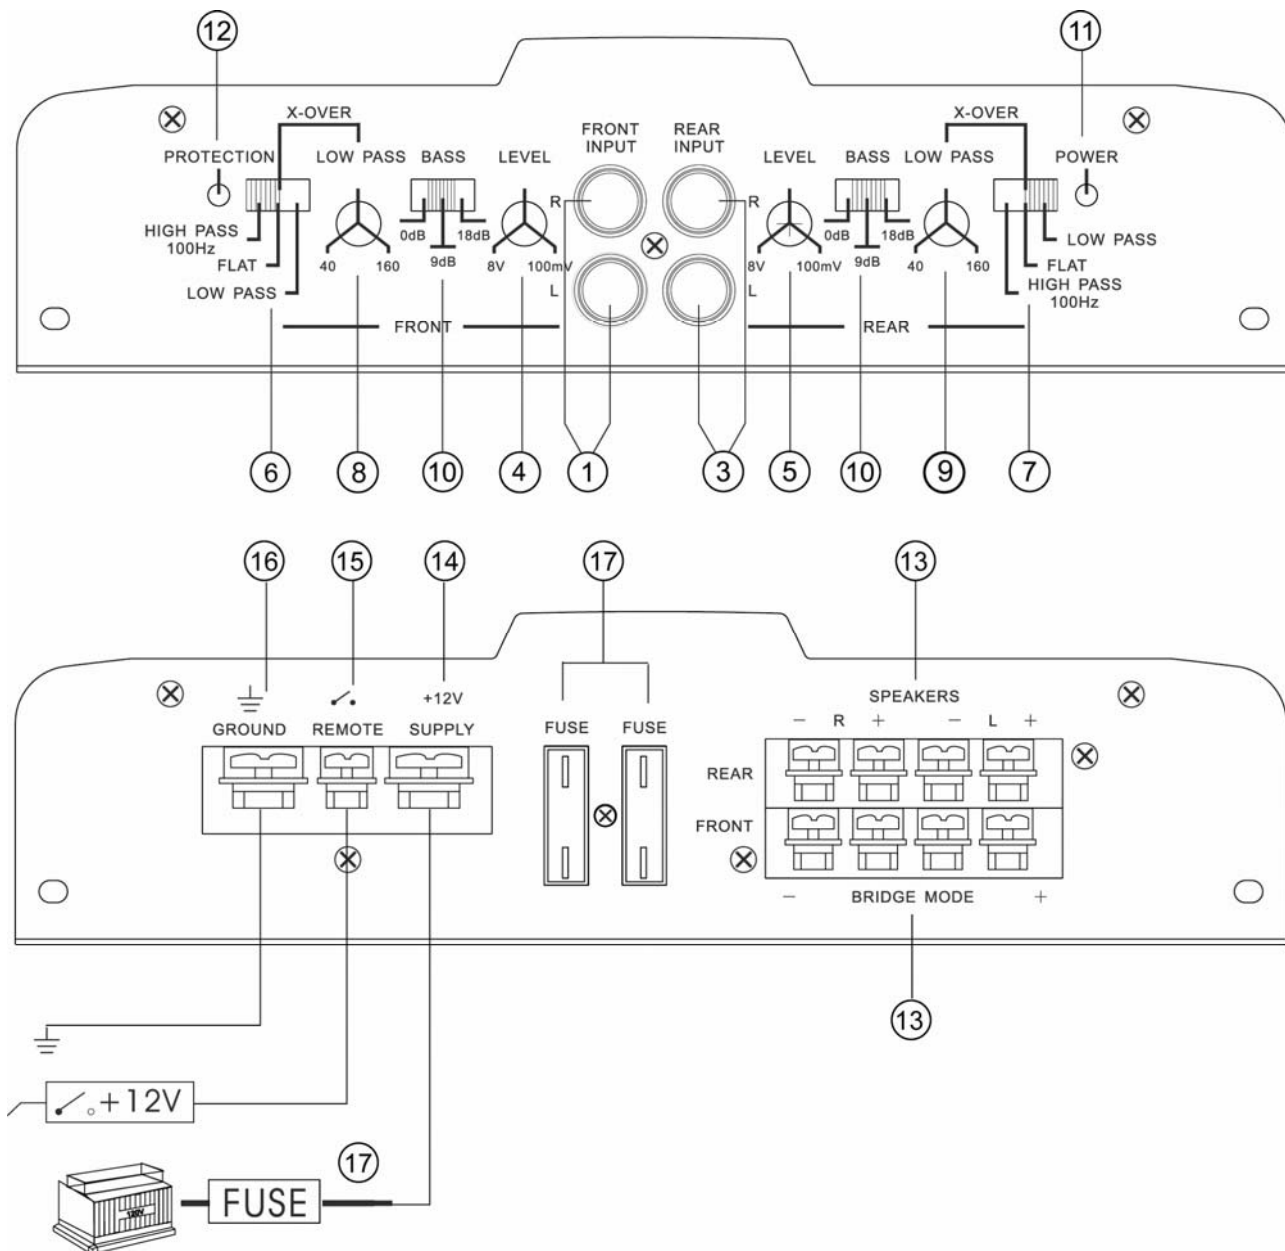 12 11
X-OVER X-OVER
FRONT INPUT REAR INPUT
PROTECTION LOW PASS BASS LEVEL LEVEL BASS LOW PASS POWER
R R
HIGH PASS 100Hz 0dB 18dB 0dB 18dB LOW PASS
FLAT 40 160 9dB 8V 100mV 8V 100mV 9dB 40 160 FLAT
LOW PASS L L HIGH PASS 100Hz
FRONT REAR
6 8 10 4 1 3 5 10 9 7
16 15 14 17 13
+12V SPEAKERS
GROUND REMOTE SUPPLY FUSE FUSE − R + − L +
REAR
FRONT
− BRIDGE MODE +
13
+12V
17
FUSE